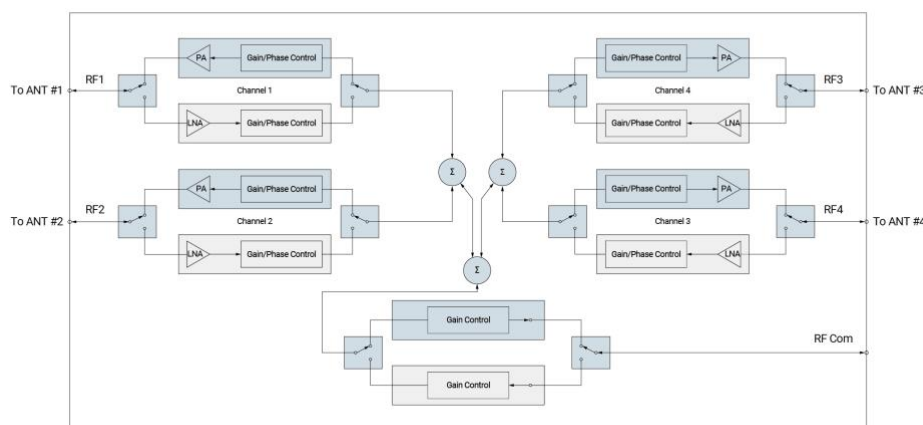 PA
Gain/Phase Control
Gain/Phase Control
PA
To ANT #1
RF1
Channel 1
Channel 4
RF3
To ANT #3
LNA
Gain/Phase Control
Gain/Phase Control
LNA
Σ
Σ
PA
Gain/Phase Control
Gain/Phase Control
PA
To ANT #2
RF2
Channel 2
Channel 3
RF4
To ANT #4
LNA
Gain/Phase Control
Gain/Phase Control
LNA
Σ
Gain Control
RF Com
Gain Control